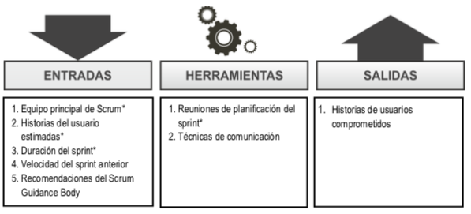 ENTRADAS
1. Equipo principal de Scrum*
2. Historias del usuario
estimadas*
3. Duración del sprint*
4. Velocidad del sprint anterior
5. Recomendaciones del Scrum
Guidance Body
HERRAMIENTAS
1. Reuniones de planificación del
sprint*
2. Técnicas de comunicación
SALIDAS
1. Historias de usuarios
comprometidos